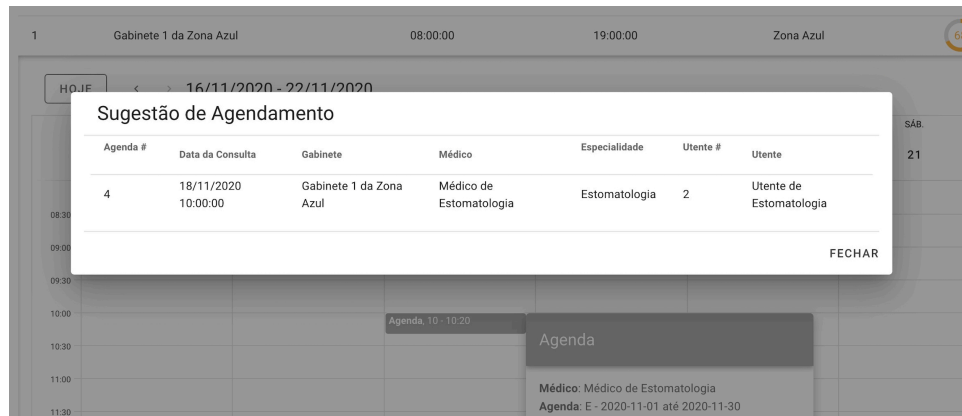 1 Gabinete 1 da Zona Azul 08:00:00 19:00:00 Zona Azul
HOJE < > 16/11/2020 - 22/11/2020
SÁB.
21
Sugestão de Agendamento
Agenda # Data da Consulta Gabinete Médico Especialidade Utente # Utente
4 18/11/2020 10:00:00 Gabinete 1 da Zona Azul Médico de Estomatologia Estomatologia 2 Utente de Estomatologia
FECHAR
08:30
09:00
09:30
10:00
Agenda, 10 - 10:20
10:30
11:00
11:30
Agenda
Médico: Médico de Estomatologia
Agenda: E - 2020-11-01 até 2020-11-30